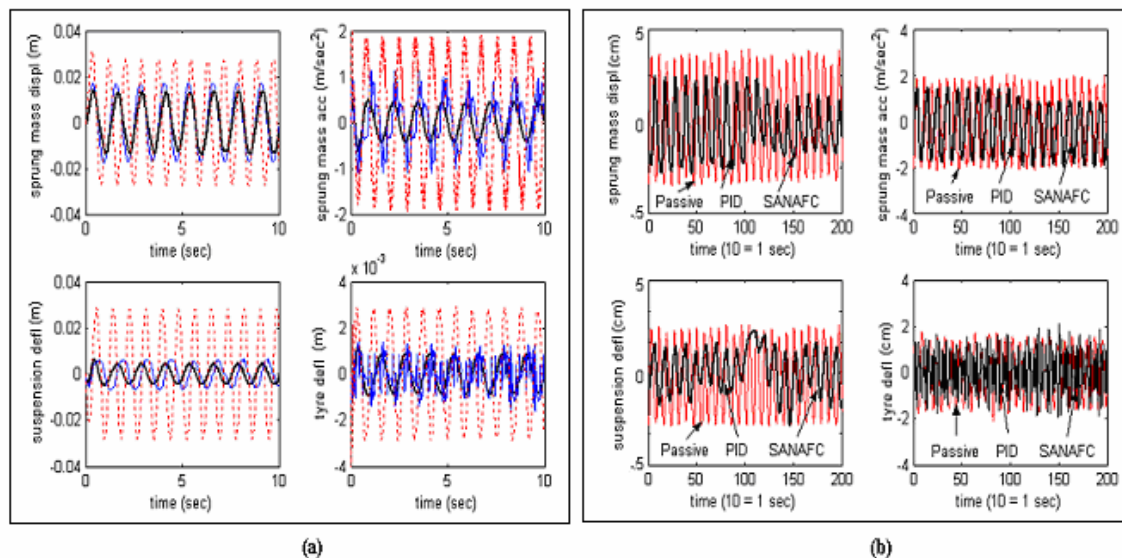 0.04
0.02
0
-0.02
-0.04
sprung mass displ (m)
0 5 10
time (sec)
2
1
0
-1
-2
sprung mass acc (m/sec2)
0 5 10
time (sec)
0.04
0.02
0
-0.02
-0.04
suspension defl (m)
0 5 10
time (sec)
x 10-3
4
2
0
-2
-4
tyre defl (m)
0 5 10
time (sec)
(a)
5
0
-5
sprung mass displ (cm)
Passive PID SANAFC
0 50 100 150 200
time (10 = 1 sec)
4
2
0
-2
-4
sprung mass acc (m/sec2)
Passive PID SANAFC
0 50 100 150 200
time (10 = 1 sec)
5
0
-5
suspension defl (cm)
Passive PID SANAFC
0 50 100 150 200
time (10 = 1 sec)
4
2
0
-2
-4
tyre defl (cm)
Passive PID SANAFC
0 50 100 150 200
time (10 = 1 sec)
(b)